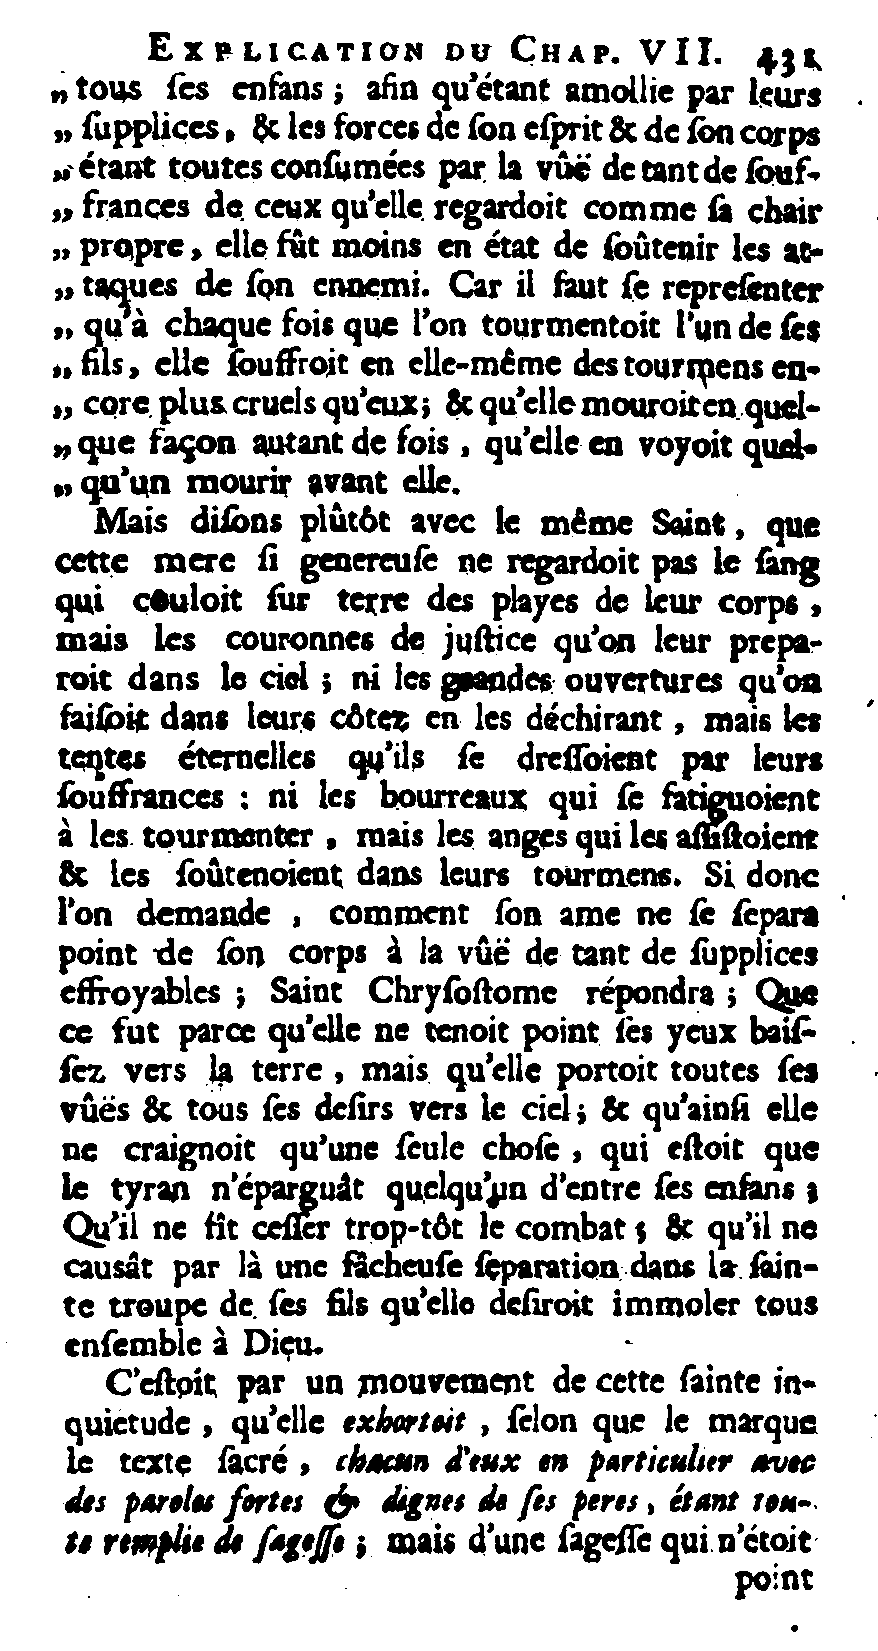 EXPLICATION DU CHAP. VII. 431
„ tous ſes enfans ; afin qu'étant amollie par leurs
„ ſupplices, & les forces de ſon eſprit & de ſon corps
„ étant toutes conſumées par la vûë de tant de ſouf-
„ frances de ceux qu'elle regardoit comme ſa chair
„ propre, elle fût moins en état de ſoûtenir les at-
„ taques de ſon ennemi. Car il faut ſe repreſenter
„ qu'à chaque fois que l'on tourmentoit l'un de ſes
„ fils, elle ſouffroit en elle-même des tourmens en-
„ core plus cruels qu'eux; & qu'elle mouroit en quel-
„ que façon autant de fois, qu'elle en voyoit quel-
„ qu'un mourir avant elle.
Mais diſons plûtôt avec le même Saint, que
cette mere ſi genereuſe ne regardoit pas le ſang
qui couloit ſur terre des playes de leur corps,
mais les couronnes de juſtice qu'on leur prepa-
roit dans le ciel ; ni les grandes ouvertures qu'on
faiſoit dans leurs côtez en les déchirant, mais les
tentes éternelles qu'ils ſe dreſſoient par leurs
ſouffrances : ni les bourreaux qui ſe fatiguoient
à les tourmenter, mais les anges qui les aſſiſtoient
& les ſoûtenoient dans leurs tourmens. Si donc
l'on demande, comment ſon ame ne ſe ſepara
point de ſon corps à la vûë de tant de ſupplices
effroyables ; Saint Chryſoſtome répondra ; Que
ce fut parce qu'elle ne tenoit point ſes yeux baiſ-
ſez vers la terre, mais qu'elle portoit toutes ſes
vûës & tous ſes deſirs vers le ciel; & qu'ainſi elle
ne craignoit qu'une ſeule choſe, qui eſtoit que
le tyran n'éparguât quelqu'un d'entre ſes enfans ;
Qu'il ne fît ceſſer trop-tôt le combat ; & qu'il ne
causât par là une fâcheuſe ſeparation dans la ſain-
te troupe de ſes fils qu'elle deſiroit immoler tous
enſemble à Dieu.
C'eſtoit par un mouvement de cette ſainte in-
quietude, qu'elle exhortoit, ſelon que le marque
le texte ſacré, chacun d'eux en particulier avec
des paroles fortes & dignes de ſes peres, étant tou-
te remplie de ſageſſe ; mais d'une ſageſſe qui n'étoit
point